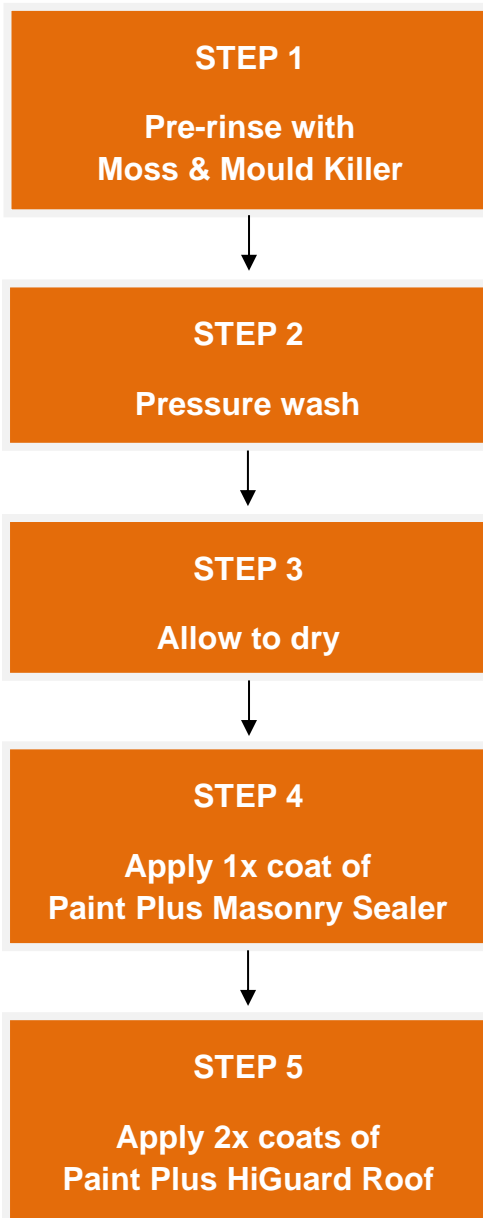 STEP 1
Pre-rinse with
Moss & Mould Killer
STEP 2
Pressure wash
STEP 3
Allow to dry
STEP 4
Apply 1x coat of
Paint Plus Masonry Sealer
STEP 5
Apply 2x coats of
Paint Plus HiGuard Roof